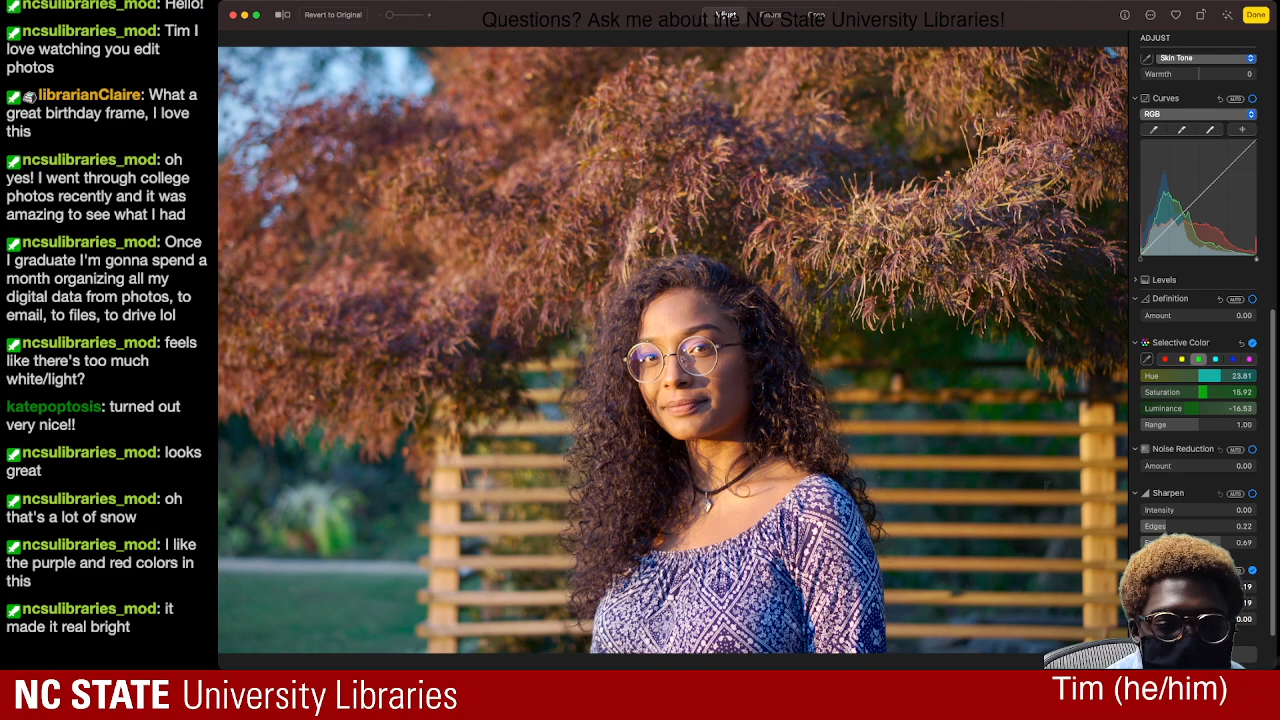 ncsulibraries_mod: Hello!
ncsulibraries_mod: Tim I
love watching you edit
photos
librarianClaire: What a
great birthday frame, I love
this
ncsulibraries_mod: oh
yes! I went through college
photos recently and it was
amazing to see what I had
ncsulibraries_mod: Once
I graduate I'm gonna spend a
month organizing all my
digital data from photos, to
email, to files, to drive lol
ncsulibraries_mod: feels
like there's too much
white/light?
katepoptosis: turned out
very nice!!
ncsulibraries_mod: looks
great
ncsulibraries_mod: oh
that's a lot of snow
ncsulibraries_mod: I like
the purple and red colors in
this
ncsulibraries_mod: it
made it real bright
Revert to Original
Adjust Filters Crop
Questions? Ask me about the NC State University Libraries!
Done
ADJUST
Skin Tone
Warmth 0
Curves AUTO
RGB
Levels
Definition AUTO
Amount 0.00
Selective Color
Hue 23.81
Saturation 15.92
Luminance -16.53
Range 1.00
Noise Reduction AUTO
Amount 0.00
Sharpen AUTO
Intensity 0.00
Edges 0.22
0.69
NC STATE University Libraries
Tim (he/him)